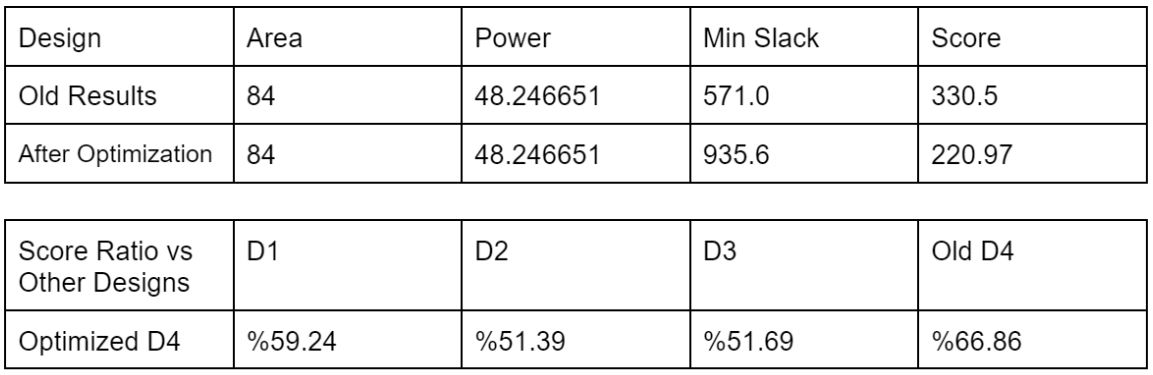 Design Area Power Min Slack Score
Old Results 84 48.246651 571.0 330.5
After Optimization 84 48.246651 935.6 220.97
Score Ratio vs Other Designs D1 D2 D3 Old D4
Optimized D4 %59.24 %51.39 %51.69 %66.86